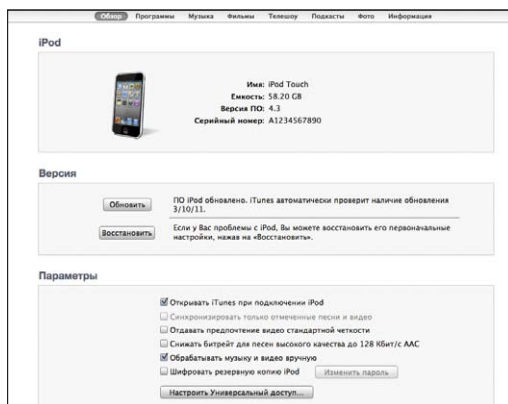 Обзор Программы Музыка Фильмы Телешоу Подкасты Фото Информация
iPod
Имя: iPod Touch
Емкость: 58.20 GB
Версия ПО: 4.3
Серийный номер: A1234567890
Версия
Обновить
ПО iPod обновлено. iTunes автоматически проверит наличие обновления
3/10/11.
Восстановить
Если у Вас проблемы с iPod, Вы можете восстановить его первоначальные
настройки, нажав на «Восстановить».
Параметры
Открывать iTunes при подключении iPod
Синхронизировать только отмеченные песни и видео
Отдавать предпочтение видео стандартной четкости
Снижать битрейт для песен высокого качества до 128 Кбит/с AAC
Обрабатывать музыку и видео вручную
Шифровать резервную копию iPod Изменить пароль
Настроить Универсальный доступ...